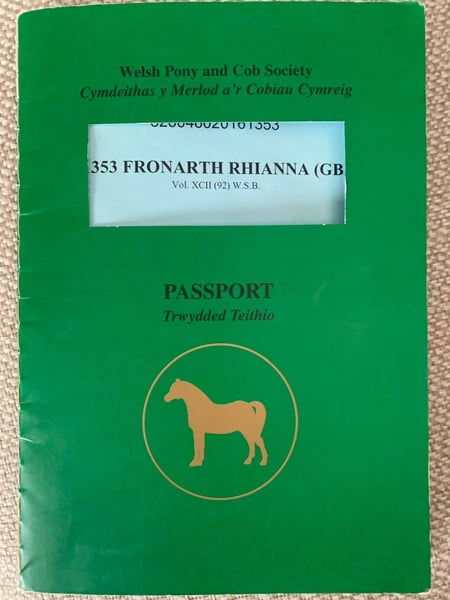 Welsh Pony and Cob Society
Cymdeithas y Merlod a'r Cobiau Cymreig
826046020161353
353 FRONARTH RHIANNA (GB
Vol. XCII (92) W.S.B.
PASSPORT
Trwydded Teithio